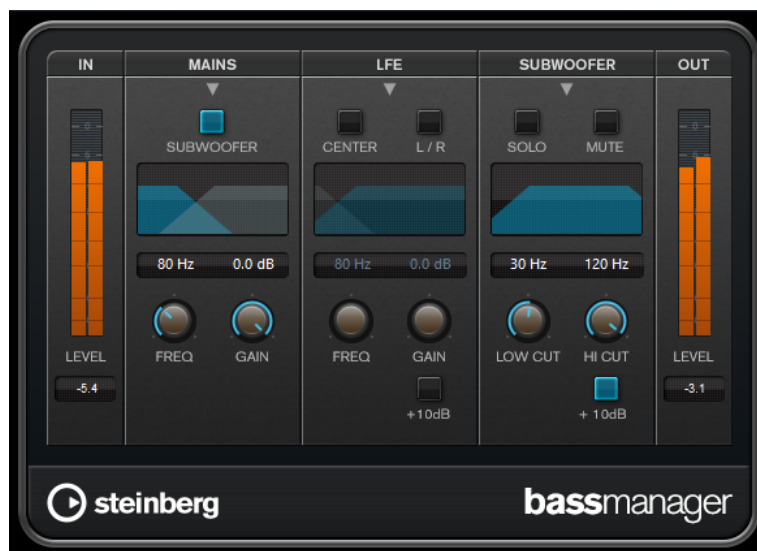 IN MAINS LFE SUBWOOFER OUT
SUBWOOFER CENTER L / R SOLO MUTE
80 Hz 0.0 dB 80 Hz 0.0 dB 30 Hz 120 Hz
LEVEL FREQ GAIN FREQ GAIN LOW CUT HI CUT LEVEL
-5.4 -3.1
+10dB + 10dB
steinberg bassmanager